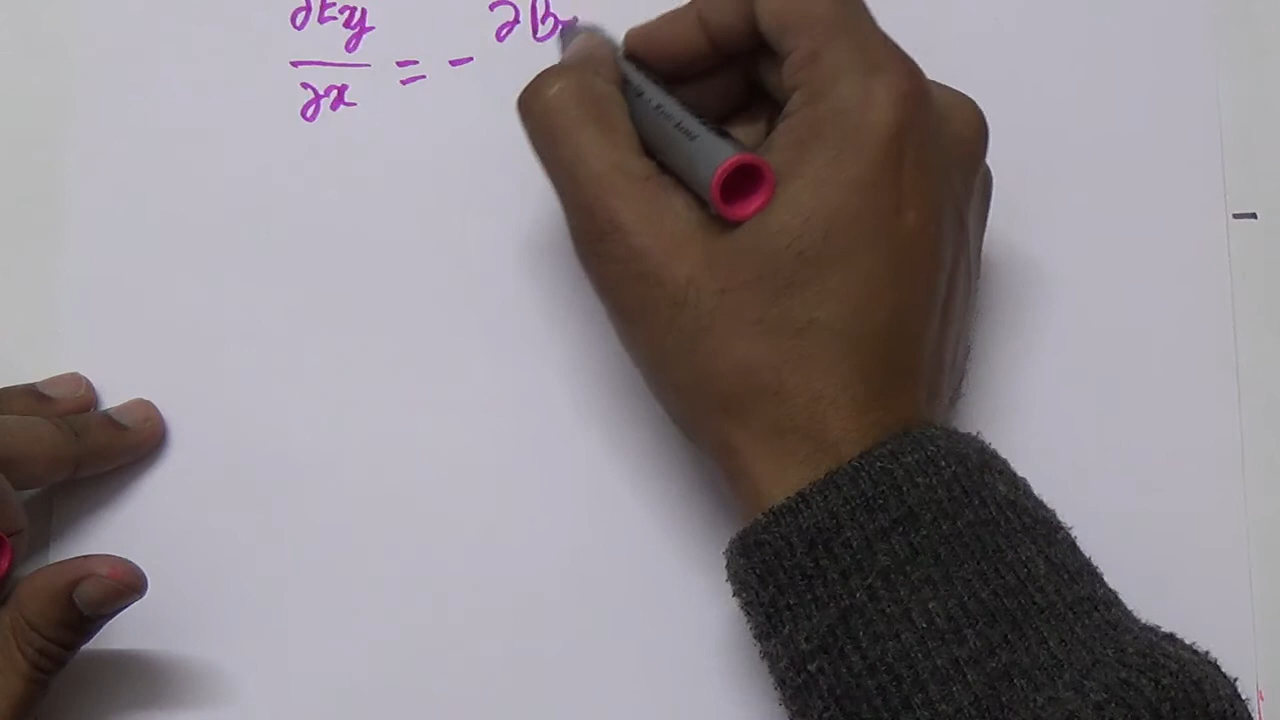 ∂Ey/∂x = - ∂B